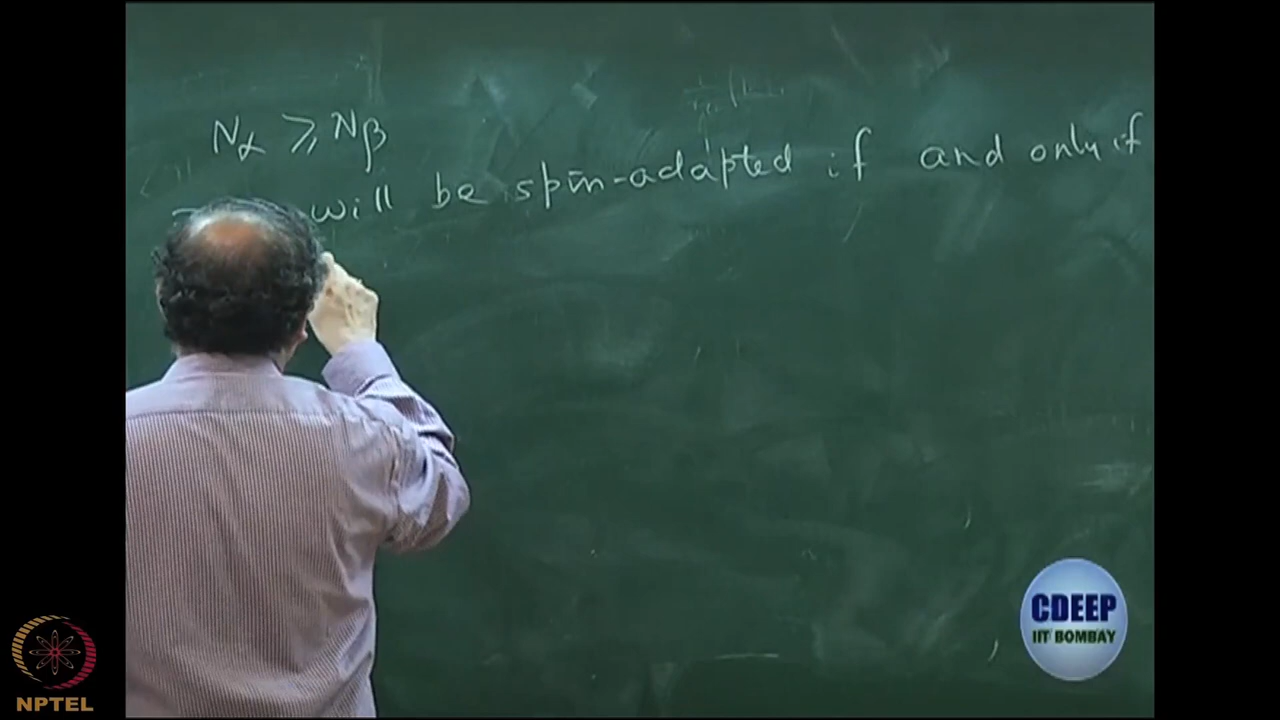 Nα ≥ Nβ
will be spin-adapted if and only if
CDEEP
IIT BOMBAY
NPTEL